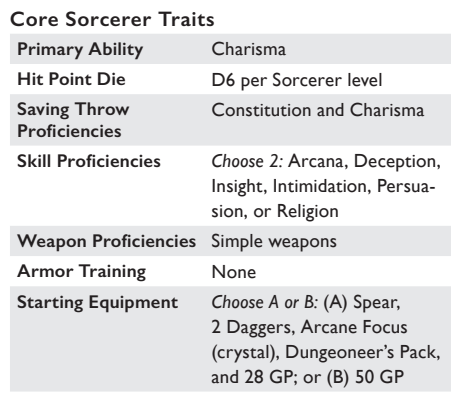 Core Sorcerer Traits
Primary Ability Charisma
Hit Point Die D6 per Sorcerer level
Saving Throw Constitution and Charisma
Proficiencies
Skill Proficiencies Choose 2: Arcana, Deception,
Insight, Intimidation, Persua-
sion, or Religion
Weapon Proficiencies Simple weapons
Armor Training None
Starting Equipment Choose A or B: (A) Spear,
2 Daggers, Arcane Focus
(crystal), Dungeoneer’s Pack,
and 28 GP; or (B) 50 GP